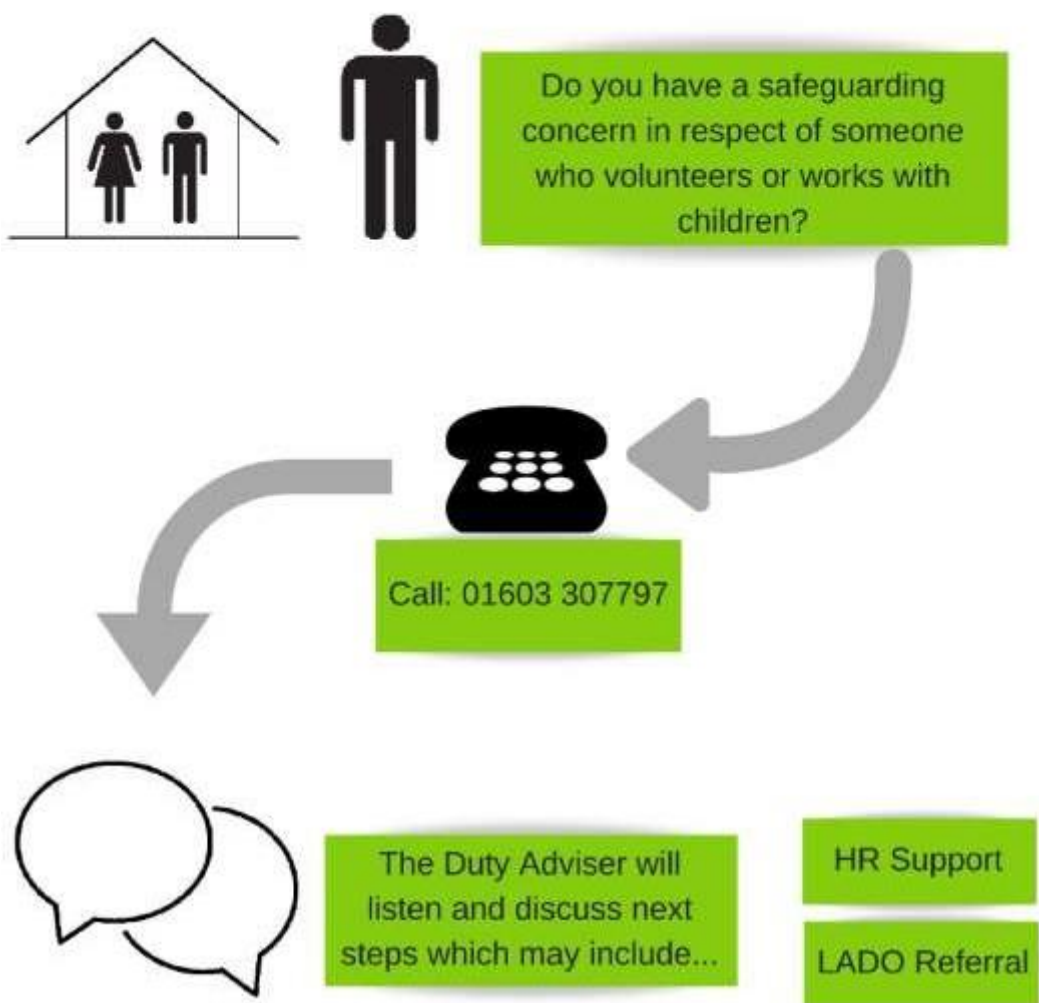 Do you have a safeguarding
concern in respect of someone
who volunteers or works with
children?
Call: 01603 307797
The Duty Adviser will
listen and discuss next
steps which may include...
HR Support
LADO Referral